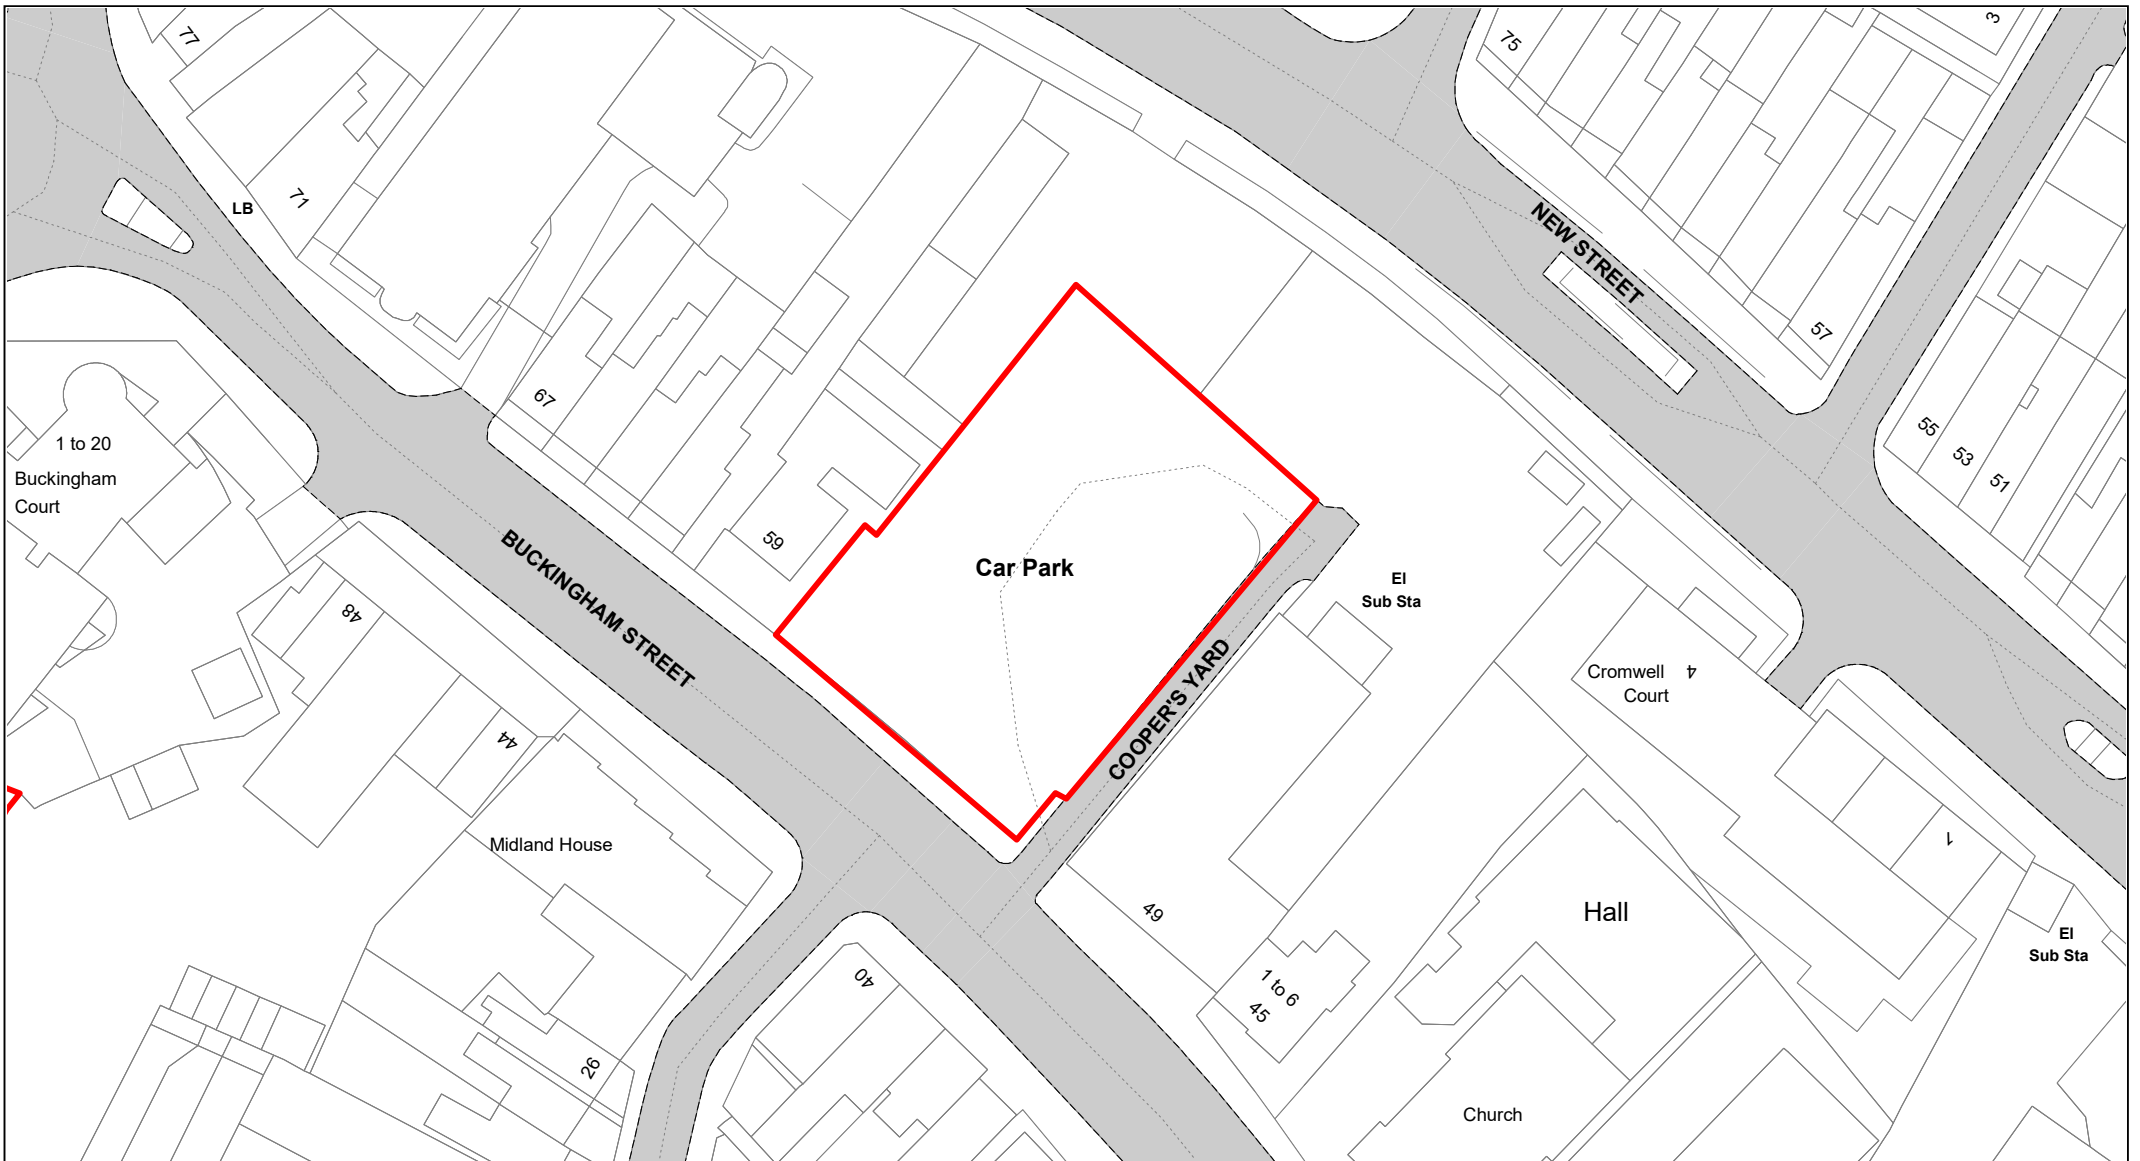 77
75
3
LB
71
NEW STREET
57
67
55
53
51
1 to 20
Buckingham
Court
59
BUCKINGHAM STREET
Car Park
El
Sub Sta
48
COOPER'S YARD
Cromwell
Court
4
44
Midland House
1
49
Hall
El
Sub Sta
40
1 to 6
45
26
Church